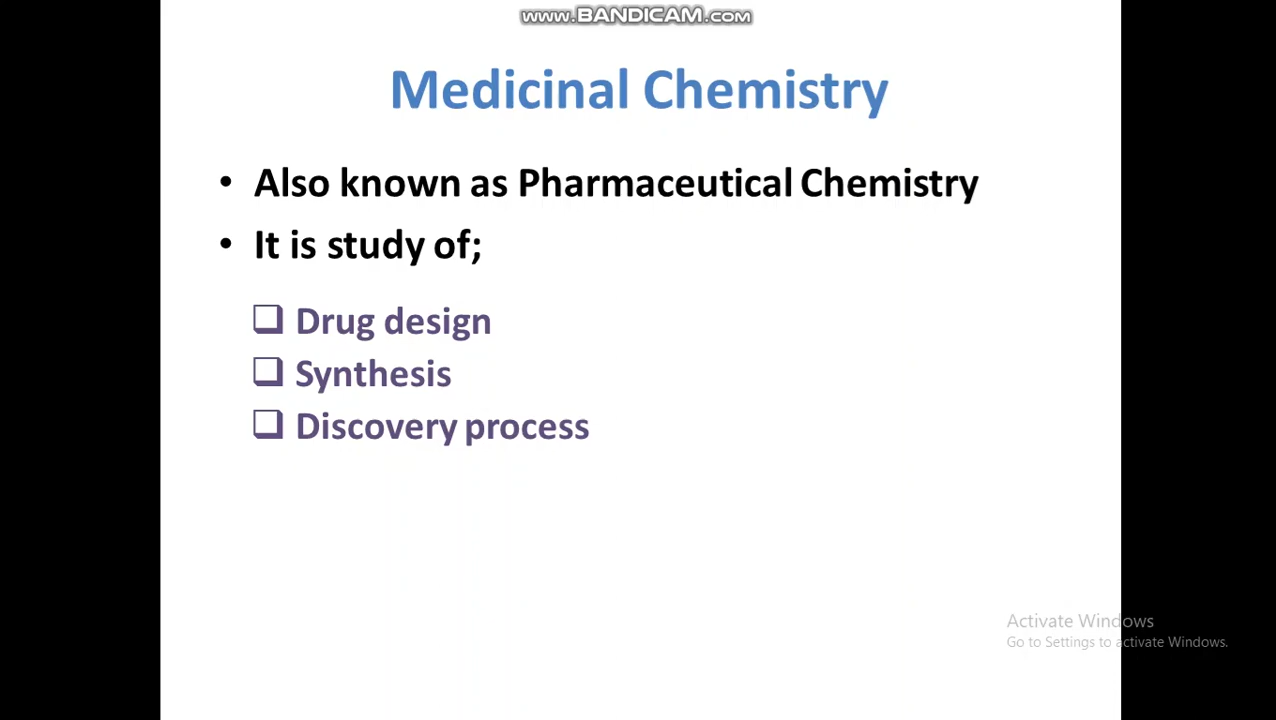 www.BANDICAM.com
Medicinal Chemistry
• Also known as Pharmaceutical Chemistry
• It is study of;
❑ Drug design
❑ Synthesis
❑ Discovery process
Activate Windows
Go to Settings to activate Windows.